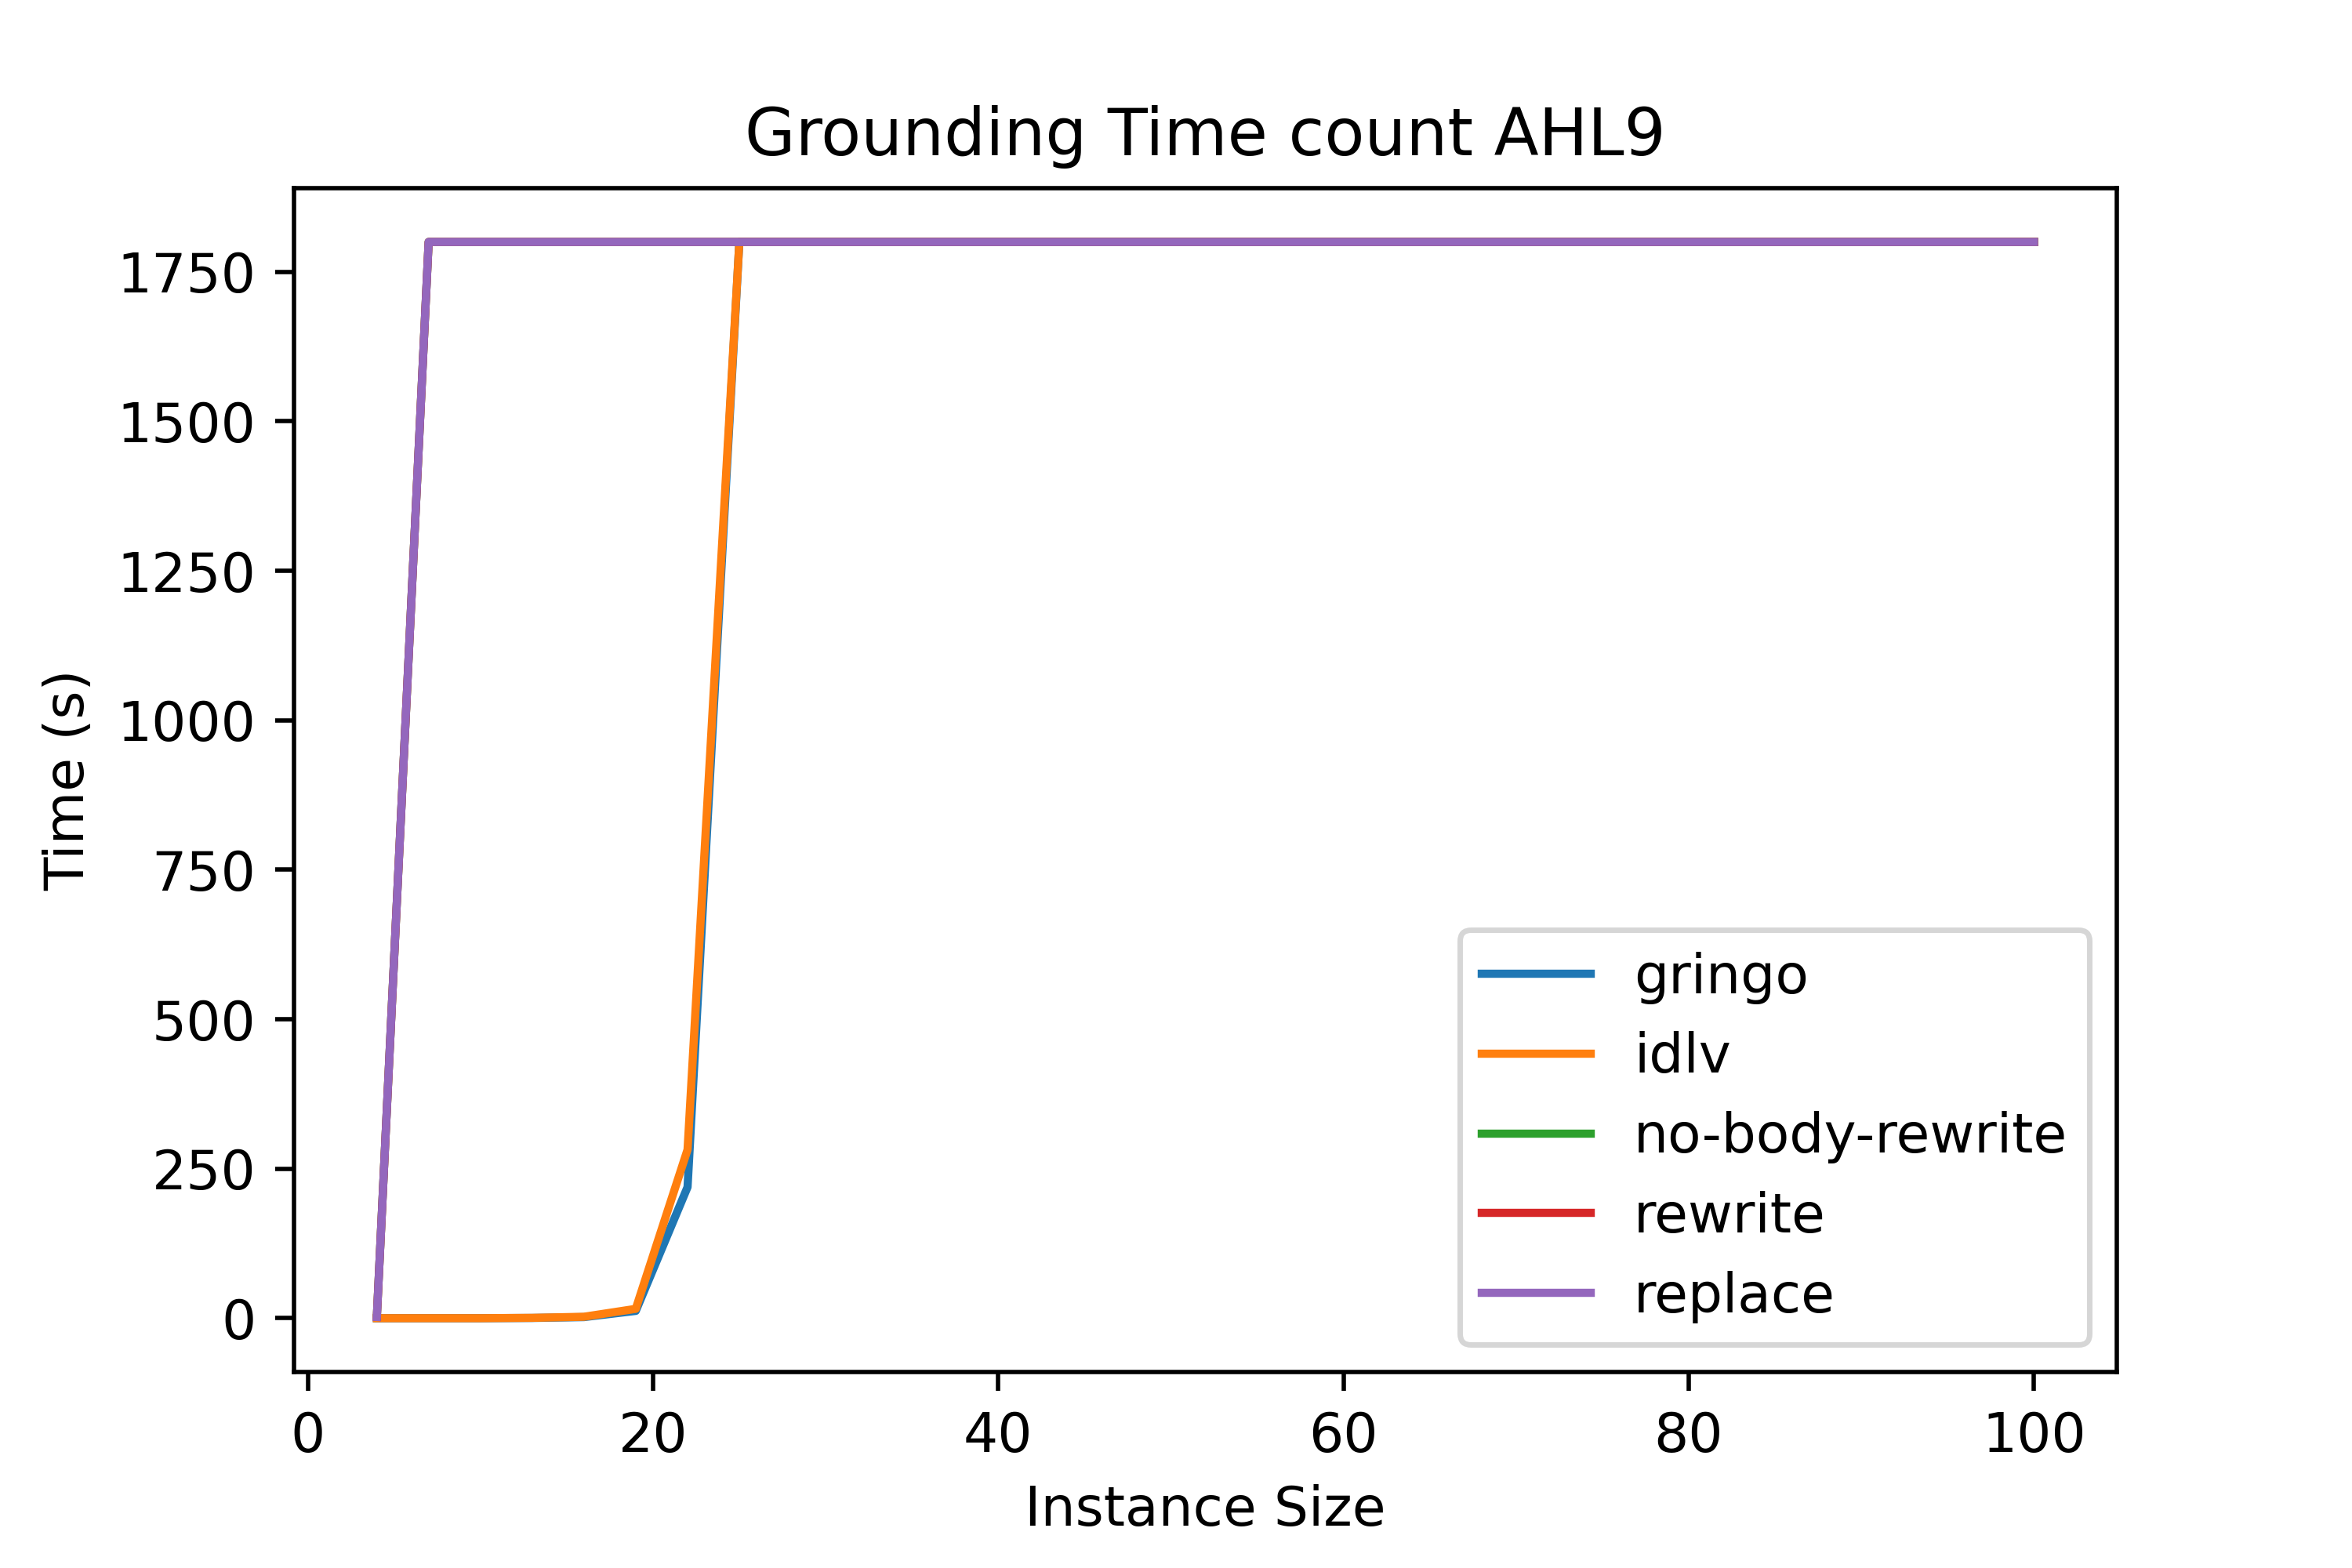 Grounding Time count AHL9
Time (s)
1750
1500
1250
1000
750
500
250
0
0 20 40 60 80 100
Instance Size
gringo
idlv
no-body-rewrite
rewrite
replace